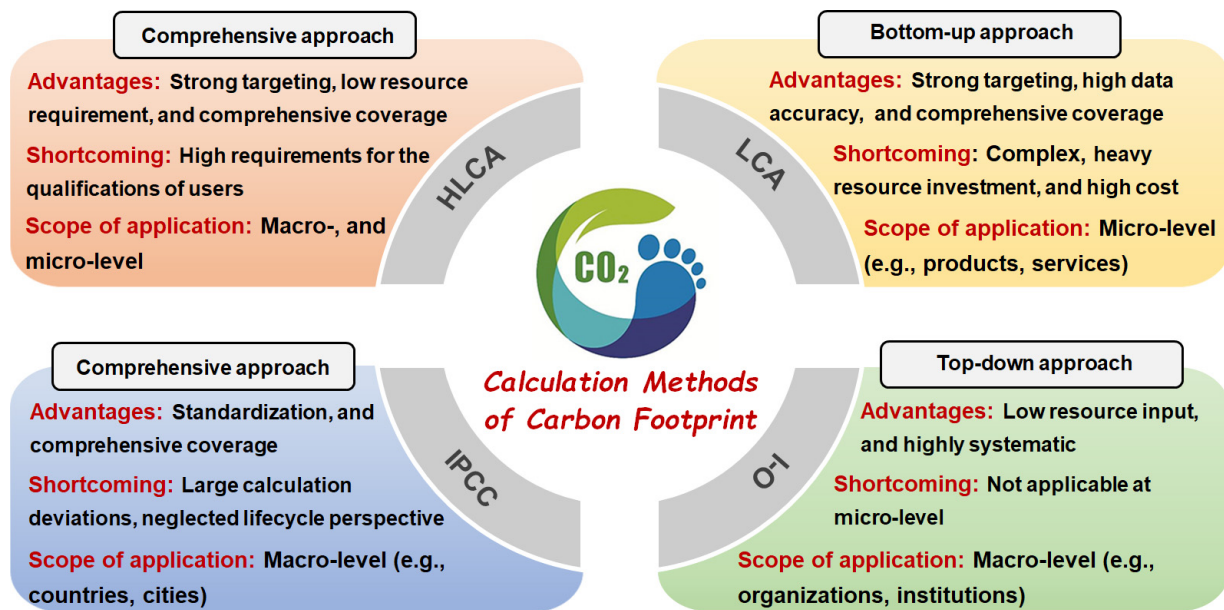 Comprehensive approach
Advantages: Strong targeting, low resource
requirement, and comprehensive coverage
Shortcoming: High requirements for the
qualifications of users
Scope of application: Macro-, and
micro-level
HLCA
Bottom-up approach
Advantages: Strong targeting, high data
accuracy, and comprehensive coverage
Shortcoming: Complex, heavy
resource investment, and high cost
Scope of application: Micro-level
(e.g., products, services)
LCA
CO2
Calculation Methods
of Carbon Footprint
Comprehensive approach
Advantages: Standardization, and
comprehensive coverage
Shortcoming: Large calculation
deviations, neglected lifecycle perspective
Scope of application: Macro-level (e.g.,
countries, cities)
IPCC
Top-down approach
Advantages: Low resource input,
and highly systematic
Shortcoming: Not applicable at
micro-level
Scope of application: Macro-level (e.g.,
organizations, institutions)
I-O